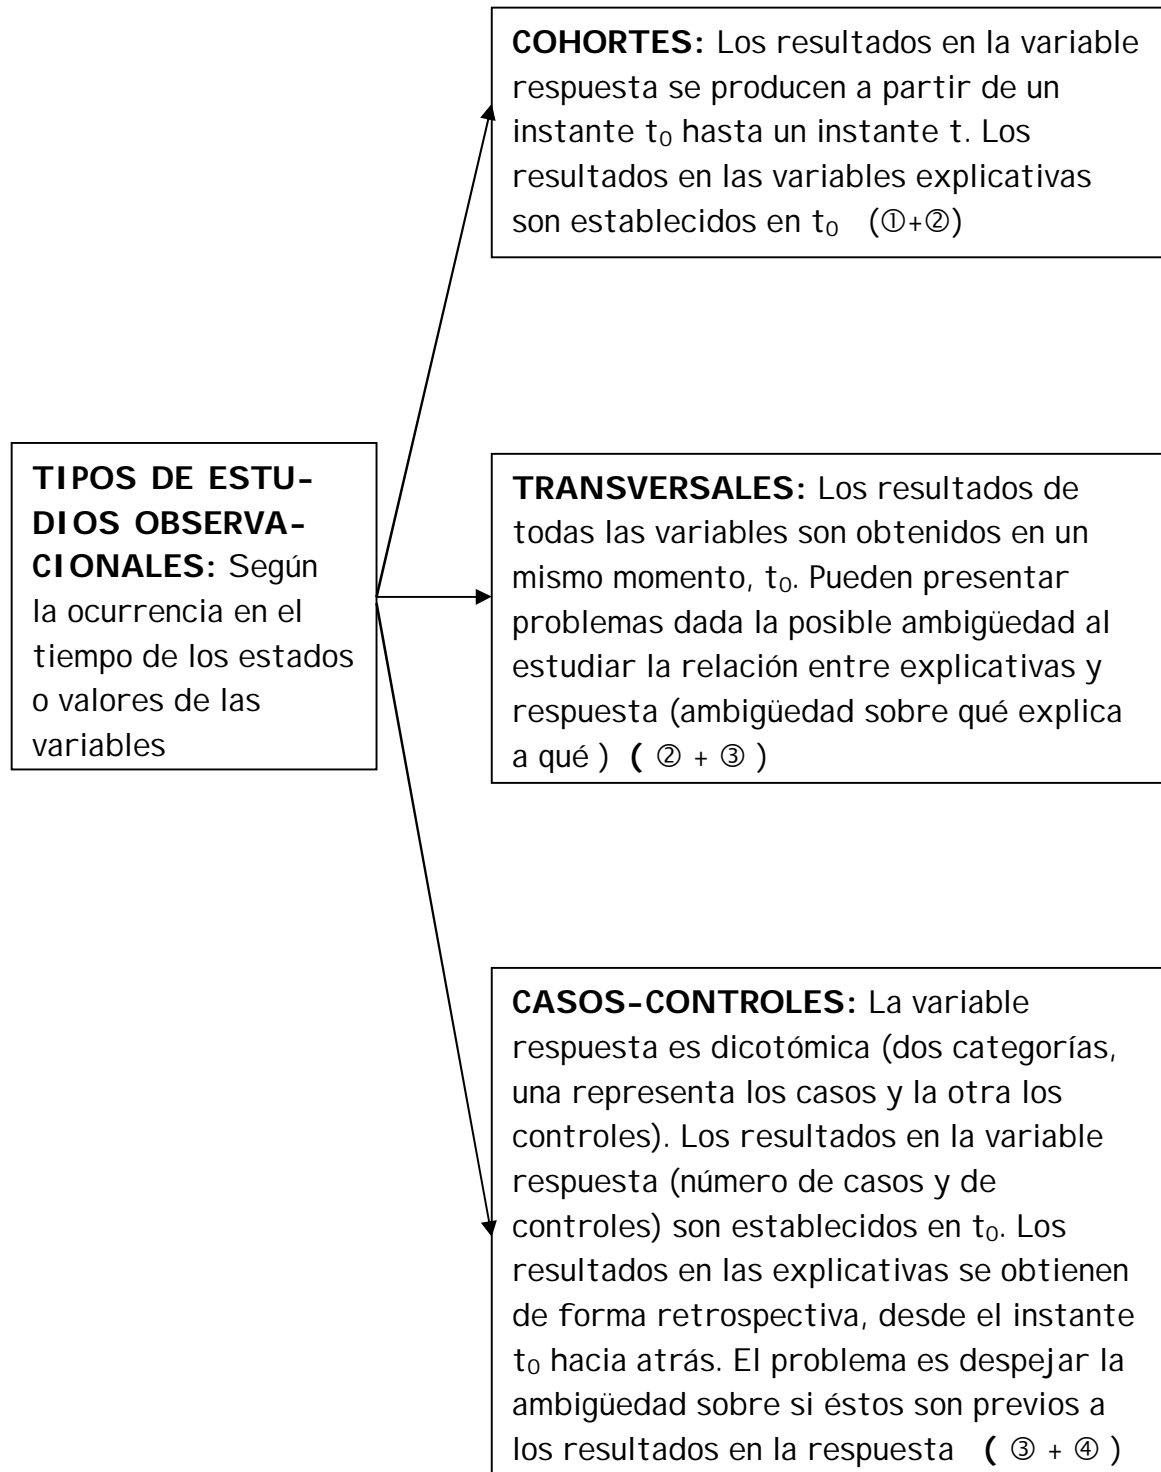 COHORTES: Los resultados en la variable
respuesta se producen a partir de un
instante t₀ hasta un instante t. Los
resultados en las variables explicativas
son establecidos en t₀ (①+②)
TIPOS DE ESTU-
DIOS OBSERVA-
CIONALES: Según
la ocurrencia en el
tiempo de los estados
o valores de las
variables
TRANSVERSALES: Los resultados de
todas las variables son obtenidos en un
mismo momento, t₀. Pueden presentar
problemas dada la posible ambigüedad al
estudiar la relación entre explicativas y
respuesta (ambigüedad sobre qué explica
a qué ) ( ② + ③ )
CASOS-CONTROLES: La variable
respuesta es dicotómica (dos categorías,
una representa los casos y la otra los
controles). Los resultados en la variable
respuesta (número de casos y de
controles) son establecidos en t₀. Los
resultados en las explicativas se obtienen
de forma retrospectiva, desde el instante
t₀ hacia atrás. El problema es despejar la
ambigüedad sobre si éstos son previos a
los resultados en la respuesta ( ③ + ④ )